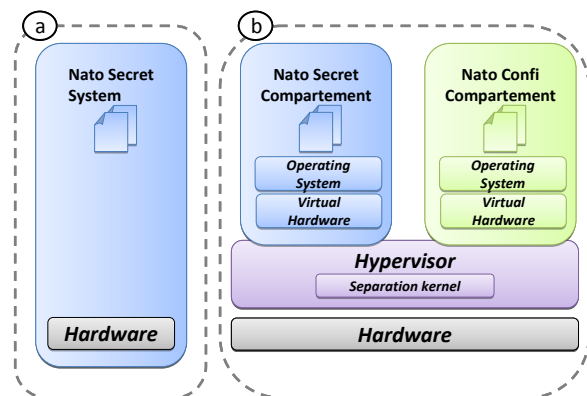 a
Nato Secret
System
Hardware
b
Nato Secret
Compartement
Operating
System
Virtual
Hardware
Nato Confi
Compartement
Operating
System
Virtual
Hardware
Hypervisor
Separation kernel
Hardware